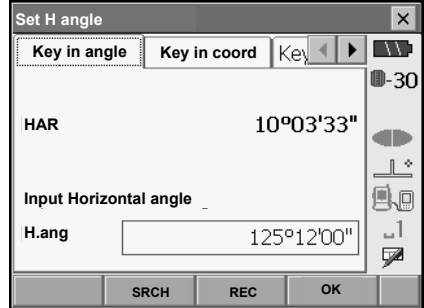 Set H angle
Key in angle Key in coord Key
-30
HAR 10°03'33"
Input Horizontal angle
H.ang 125°12'00"
1
SRCH REC OK